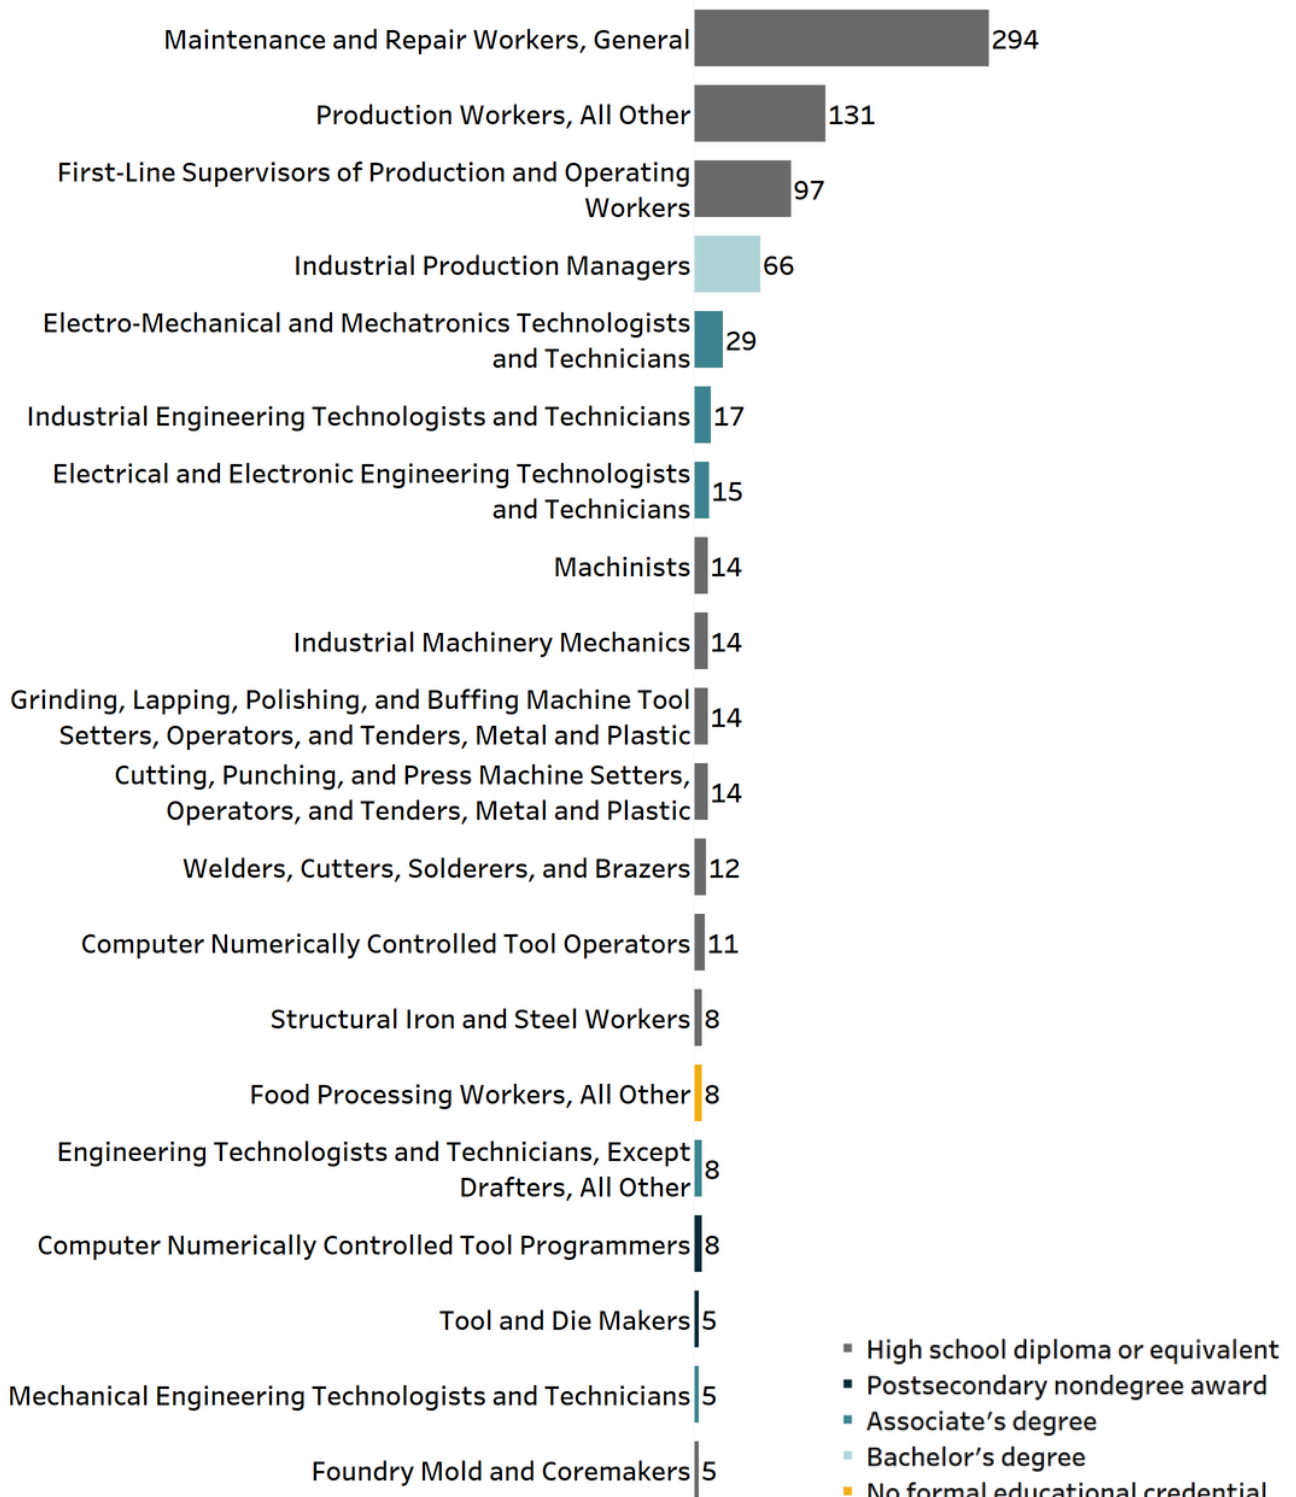 Maintenance and Repair Workers, General 294
Production Workers, All Other 131
First-Line Supervisors of Production and Operating
Workers 97
Industrial Production Managers 66
Electro-Mechanical and Mechatronics Technologists
and Technicians 29
Industrial Engineering Technologists and Technicians 17
Electrical and Electronic Engineering Technologists
and Technicians 15
Machinists 14
Industrial Machinery Mechanics 14
Grinding, Lapping, Polishing, and Buffing Machine Tool
Setters, Operators, and Tenders, Metal and Plastic 14
Cutting, Punching, and Press Machine Setters,
Operators, and Tenders, Metal and Plastic 14
Welders, Cutters, Solderers, and Brazers 12
Computer Numerically Controlled Tool Operators 11
Structural Iron and Steel Workers 8
Food Processing Workers, All Other 8
Engineering Technologists and Technicians, Except
Drafters, All Other 8
Computer Numerically Controlled Tool Programmers 8
Tool and Die Makers 5
Mechanical Engineering Technologists and Technicians 5
Foundry Mold and Coremakers 5
High school diploma or equivalent
Postsecondary nondegree award
Associate's degree
Bachelor's degree
No formal educational credential